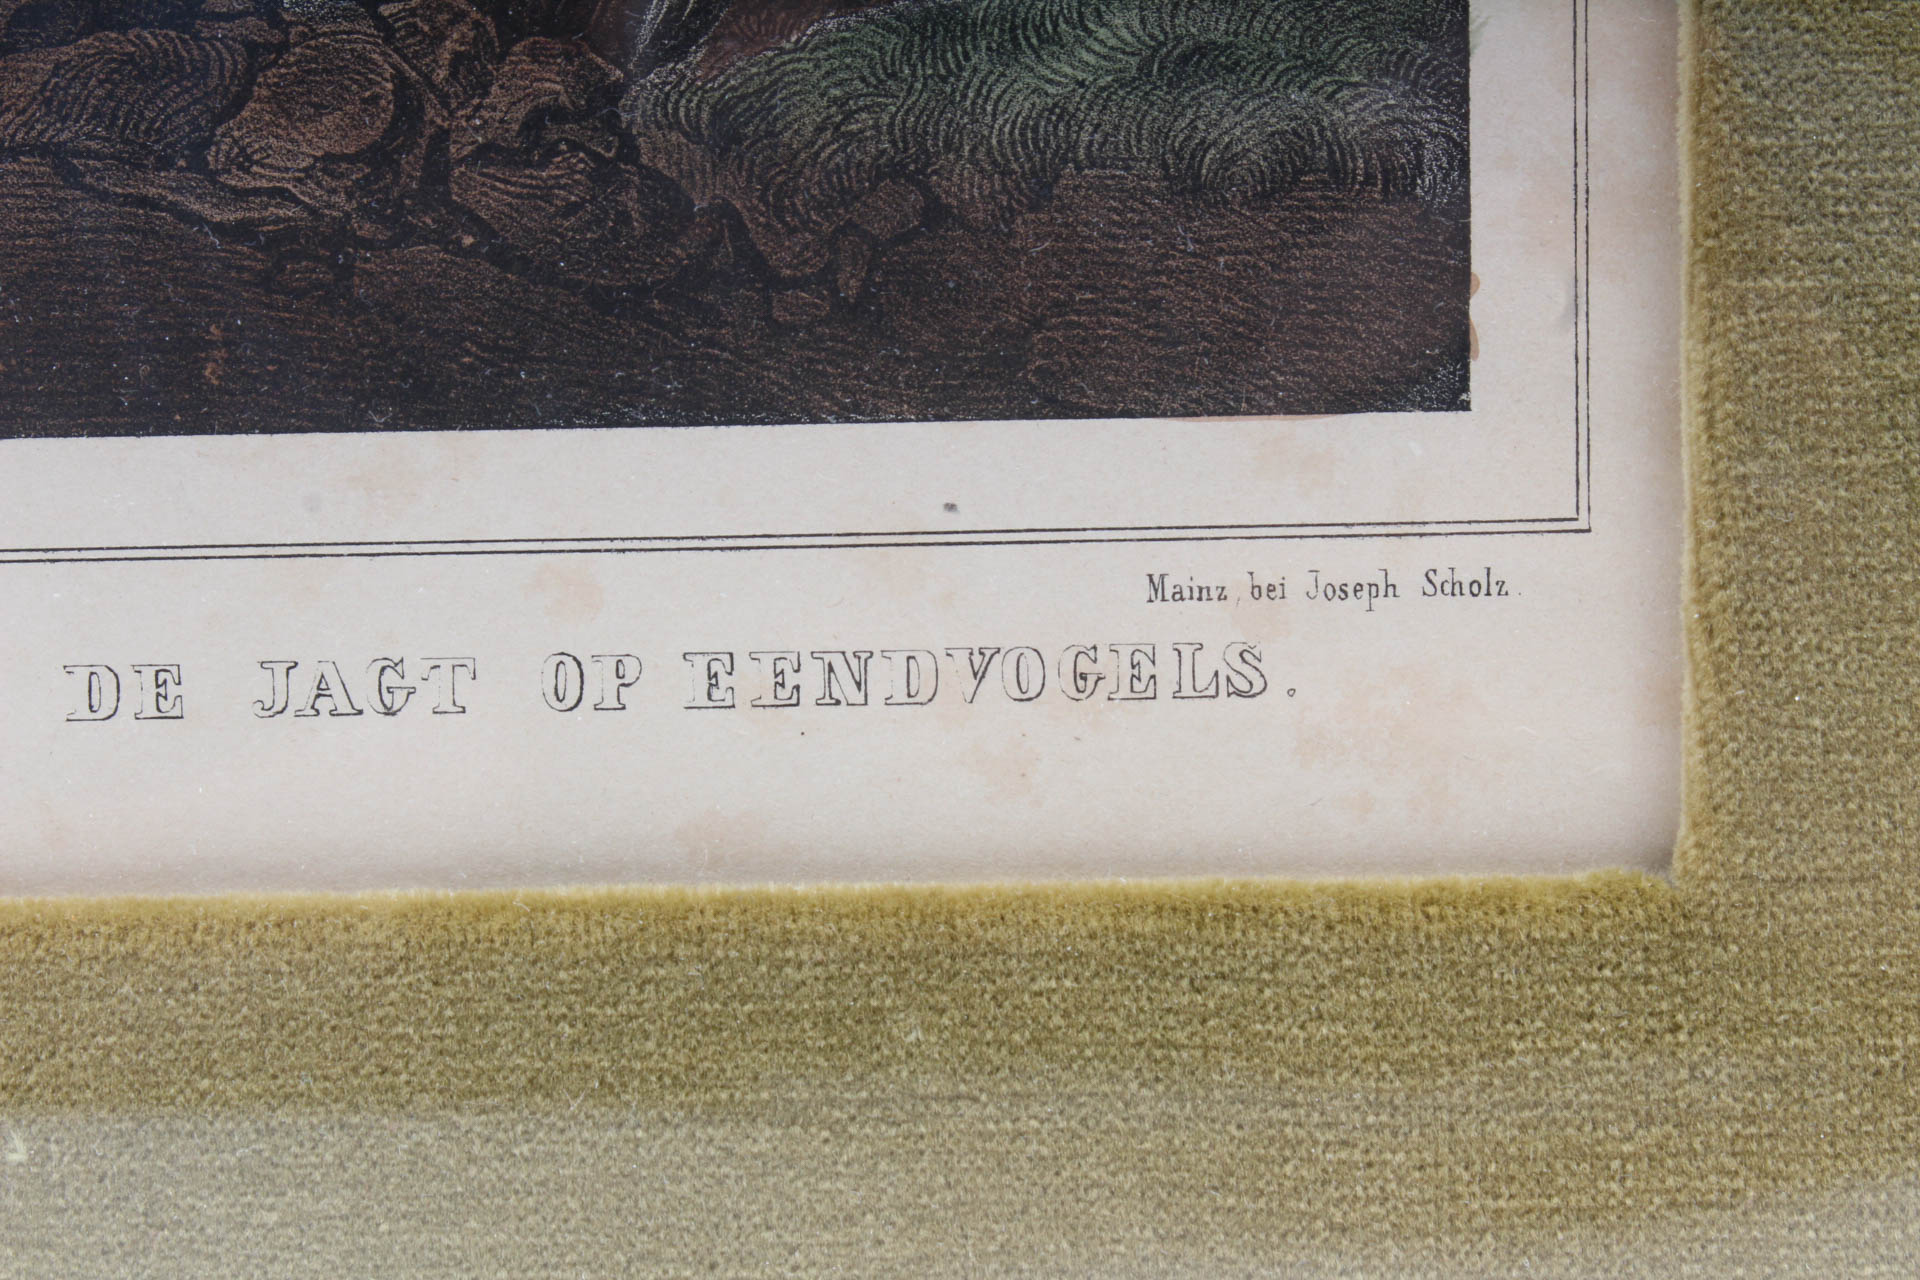 Mainz, bei Joseph Scholz.
DE JAGT OP EENDVOGELS.